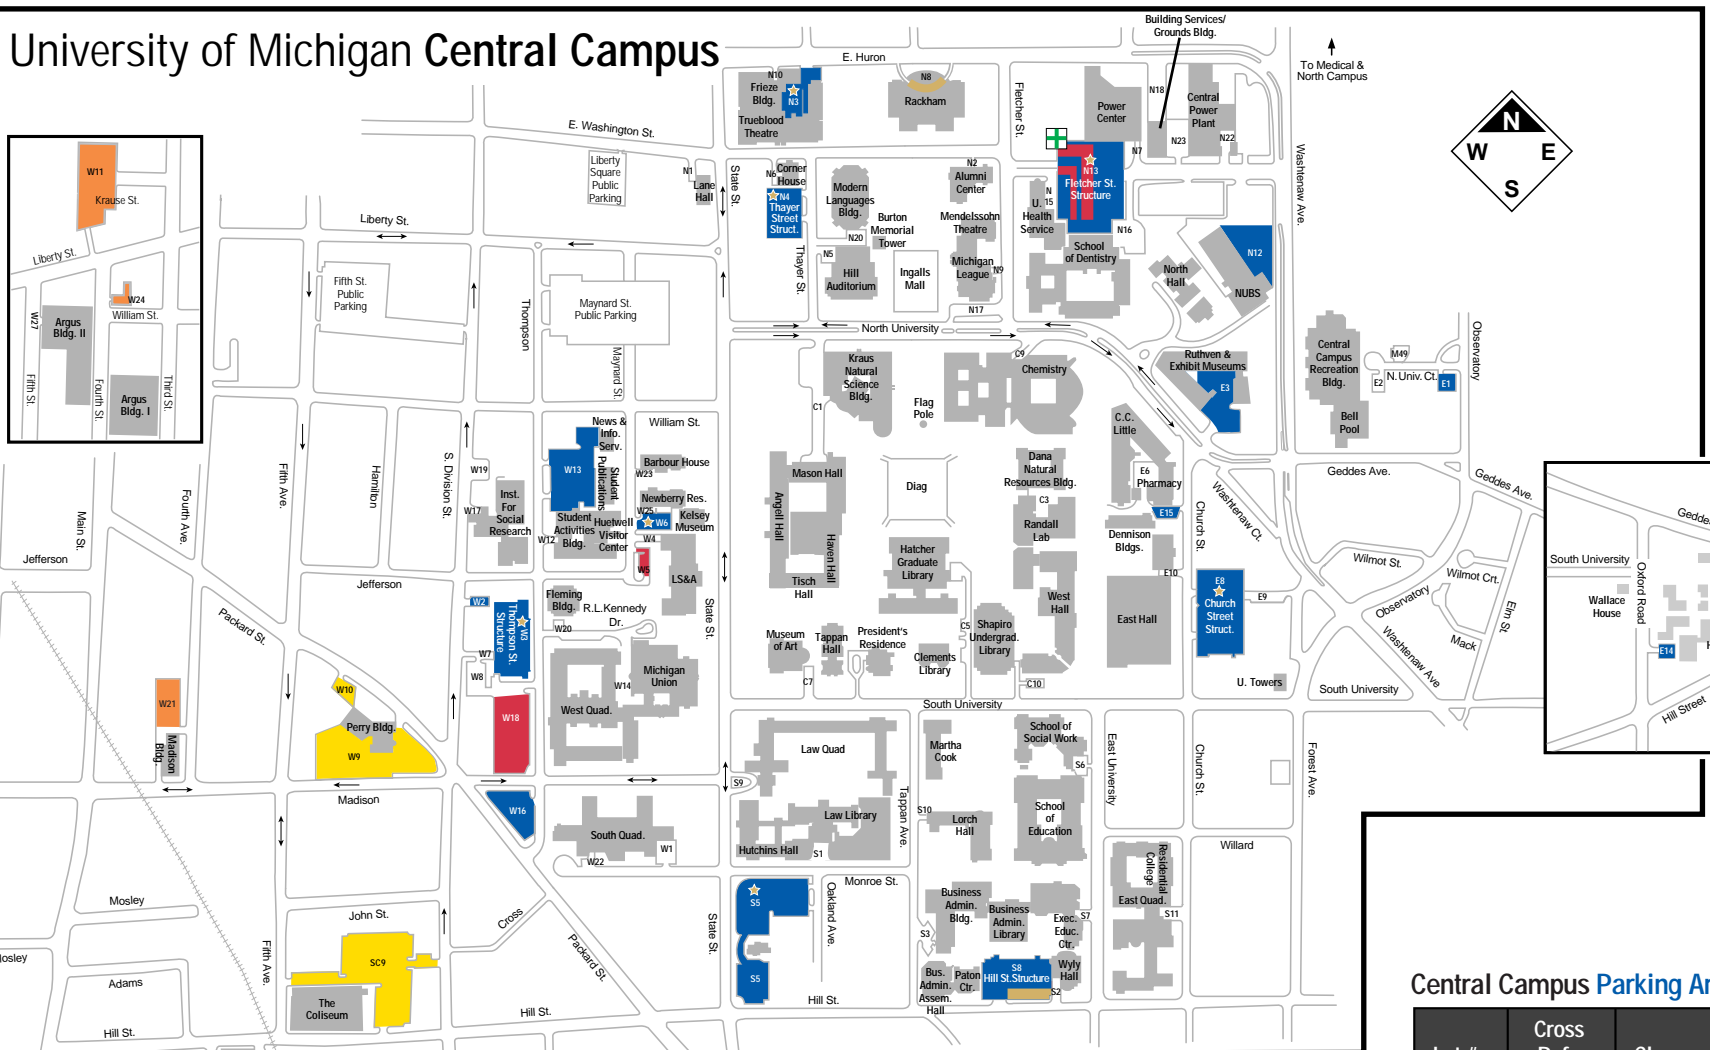 University of Michigan Central Campus
Building Services/
Grounds Bldg.
To Medical &
North Campus
N
W E
S
E. Huron
N10
Frieze
Bldg.
N3
Trueblood
Theatre
N8
Rackham
Fletcher St.
Power
Center
N18
Central
Power
Plant
N23
N22
N7
E. Washington St.
Liberty
Square
Public
Parking
N1
Lane
Hall
State St.
N6
Corner
House
N4
Thayer
Street
Struct.
Thayer St.
Modern
Languages
Bldg.
Burton
Memorial
Tower
N20
N5
Hill
Auditorium
Ingalls
Mall
N2
Alumni
Center
Mendelssohn
Theatre
Michigan
League
N9
N17
N
15
U.
Health
Service
N13
Fletcher St.
Structure
N16
School
of Dentistry
North
Hall
N12
NUBS
Washtenaw Ave.
W11
Krause St.
Liberty St.
W24
William St.
W27
Argus
Bldg. II
Argus
Bldg. I
Fifth St.
Fourth St.
Third St.
Liberty St.
Fifth St.
Public
Parking
Thompson
Maynard St.
Public Parking
Maynard St.
North University
Kraus
Natural
Science
Bldg.
C1
Flag
Pole
C9
Chemistry
Ruthven &
Exhibit Museums
E3
Central
Campus
Recreation
Bldg.
Bell
Pool
M49
E2
N. Univ. Ct.
E1
Observatory
C.C.
Little
E6
Pharmacy
E15
Dennison
Bldgs.
E10
William St.
News &
Info.
Serv.
Student
Publications
W13
Barbour House
W23
Newberry Res.
W25
W6
Kelsey
Museum
W4
W5
LS&A
W19
W17
Inst.
For
Social
Research
W12
Student
Activities
Bldg.
Huelwell
Visitor
Center
Fifth Ave.
Hamilton
S. Division St.
Fourth Ave.
Main St.
Jefferson
Jefferson
Packard St.
Mason Hall
Angell Hall
Haven Hall
Tisch
Hall
Diag
Dana
Natural
Resources Bldg.
C3
Randall
Lab
Hatcher
Graduate
Library
West
Hall
East Hall
Church St.
Washtenaw Ct.
Geddes Ave.
Geddes Ave.
Wilmot St.
Wilmot Crt.
Observatory
Elm St.
Mack
Washtenaw Ave
South University
E8
Church
Street
Struct.
E9
U. Towers
W2
Thompson St.
Structure
W3
W7
W8
Fleming
Bldg.
W20
R.L.Kennedy
Dr.
State St.
West Quad.
W14
Michigan
Union
Museum
of Art
Tappan
Hall
C7
President's
Residence
Clements
Library
C5
Shapiro
Undergrad.
Library
C10
South University
W21
Madison
Bldg.
W10
Perry Bldg.
W9
W18
W16
Madison
South Quad.
W22
W1
S9
Law Quad
Law Library
Hutchins Hall
S1
Tappan Ave.
Martha
Cook
S10
Lorch
Hall
School of
Social Work
S6
School
of
Education
East University
Church St.
Forest Ave.
Willard
Residential
College
East Quad.
S11
Monroe St.
S5
S5
Oakland Ave.
State St.
Business
Admin.
Bldg.
Business
Admin.
Library
Exec.
Educ.
Ctr.
S7
S3
Bus.
Admin.
Assem.
Hall
Paton
Ctr.
S8
Hill St.Structure
S2
Wyly
Hall
Hill St.
Mosley
John St.
Cross
Packard St.
Fifth Ave.
SC9
The
Coliseum
Adams
Hill St.
Hill St.
South University
Oxford Road
Wallace
House
E14
Hill Street
Central Campus Parking Ar
Cross